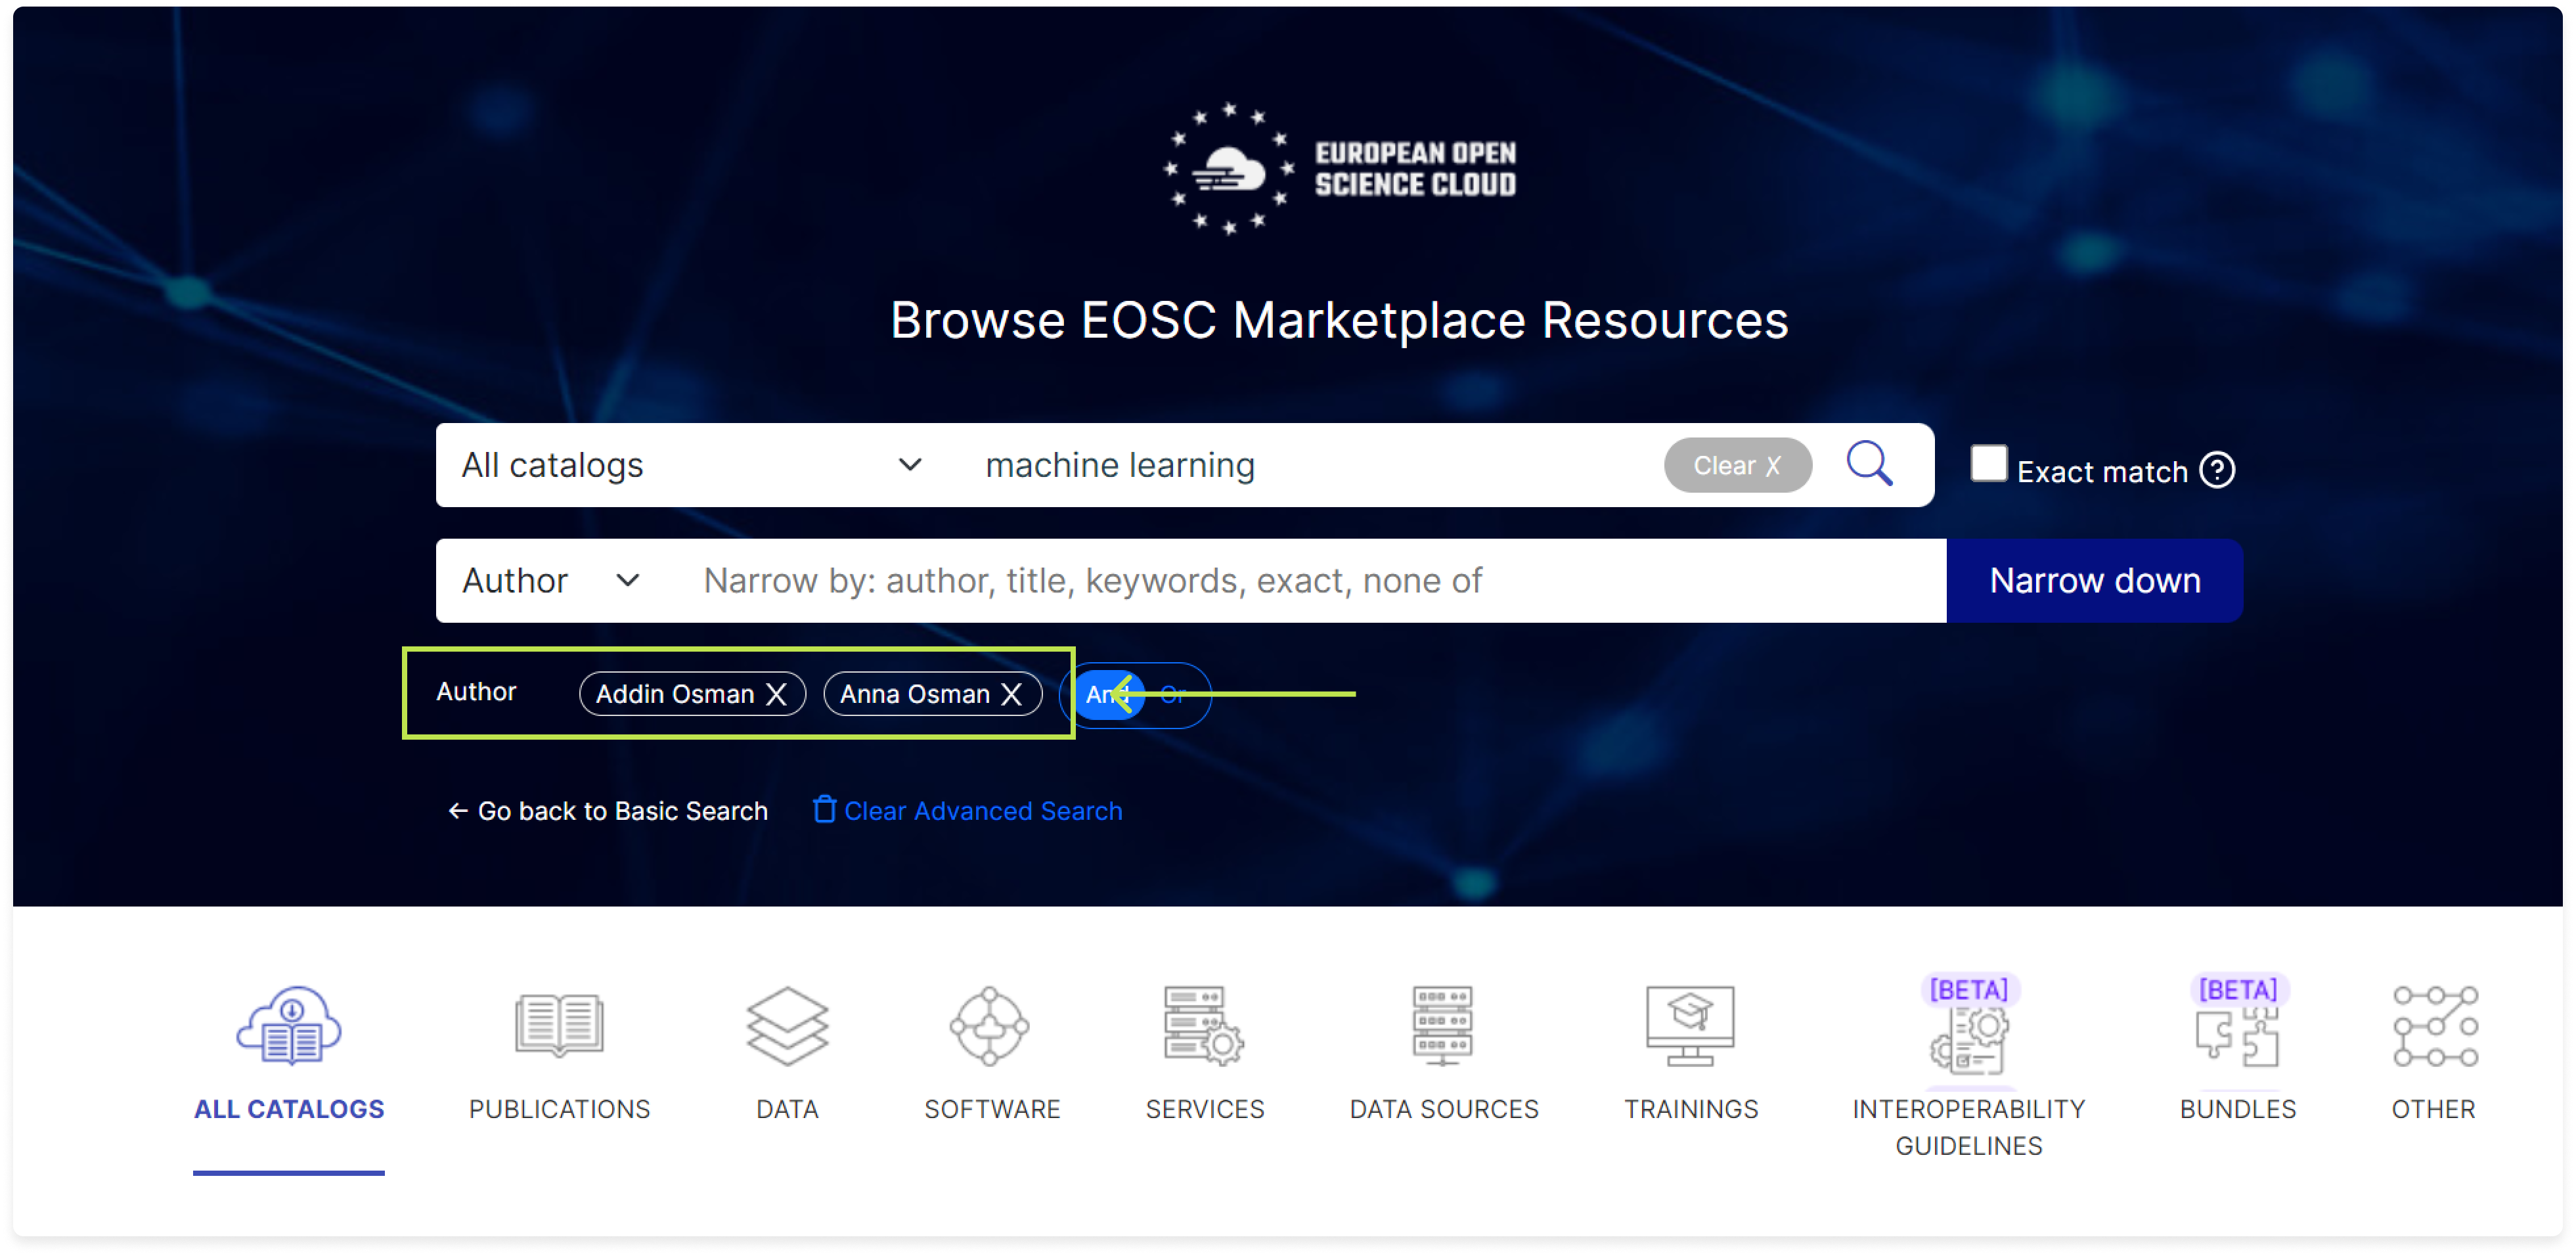 EUROPEAN OPEN
SCIENCE CLOUD
Browse EOSC Marketplace Resources
All catalogs machine learning Clear X Exact match ?
Author Narrow by: author, title, keywords, exact, none of Narrow down
Author Addin Osman X Anna Osman X And Or
← Go back to Basic Search Clear Advanced Search
[BETA] [BETA]
ALL CATALOGS PUBLICATIONS DATA SOFTWARE SERVICES DATA SOURCES TRAININGS INTEROPERABILITY GUIDELINES BUNDLES OTHER